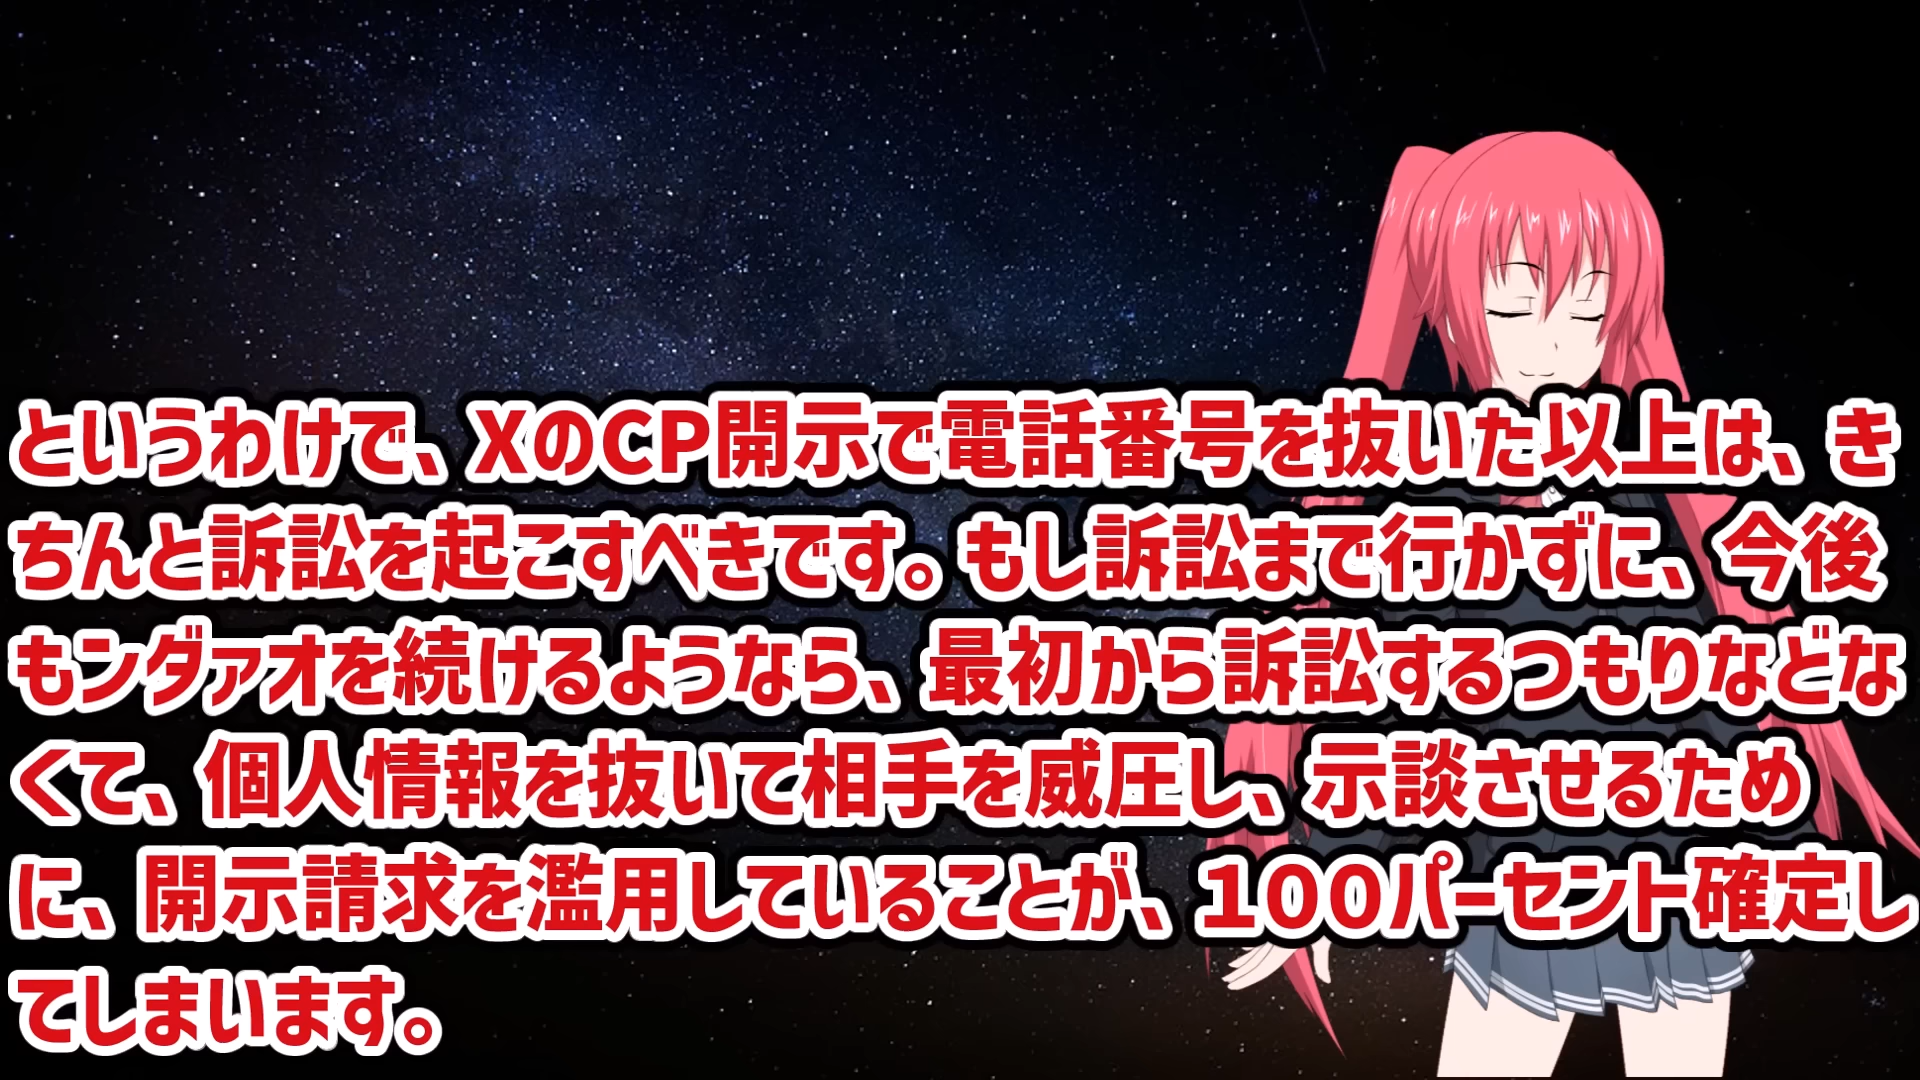 というわけで、XのCP開示で電話番号を抜いた以上は、き
ちんと訴訟を起こすべきです。もし訴訟まで行かずに、今後
もンダァオを続けるようなら、最初から訴訟するつもりなどな
くて、個人情報を抜いて相手を威圧し、示談させるため
に、開示請求を濫用していることが、100パーセント確定し
てしまいます。